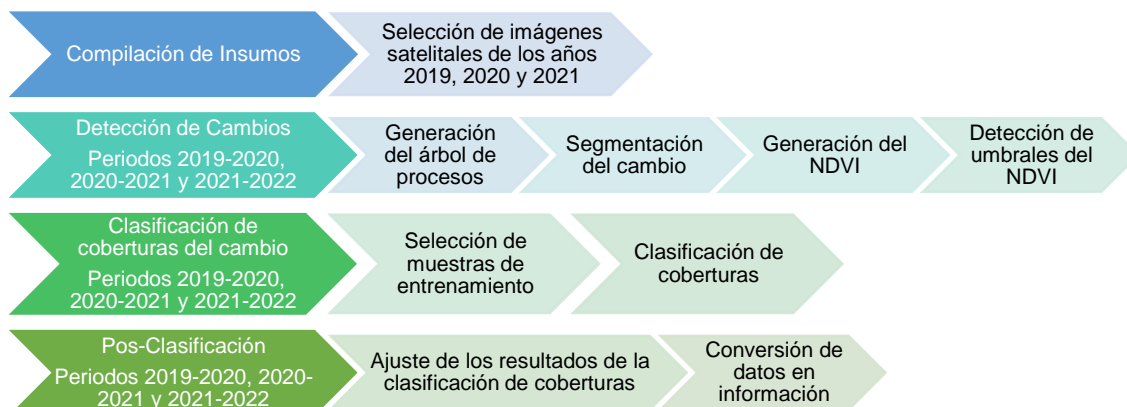 Compilación de Insumos
Selección de imágenes
satelitales de los años
2019, 2020 y 2021
Detección de Cambios
Periodos 2019-2020,
2020-2021 y 2021-2022
Generación
del árbol de
procesos
Segmentación
del cambio
Generación del
NDVI
Detección de
umbrales del
NDVI
Clasificación de
coberturas del cambio
Periodos 2019-2020,
2020-2021 y 2021-2022
Selección de
muestras de
entrenamiento
Clasificación de
coberturas
Pos-Clasificación
Periodos 2019-2020, 2020-
2021 y 2021-2022
Ajuste de los resultados de la
clasificación de coberturas
Conversión de
datos en
información